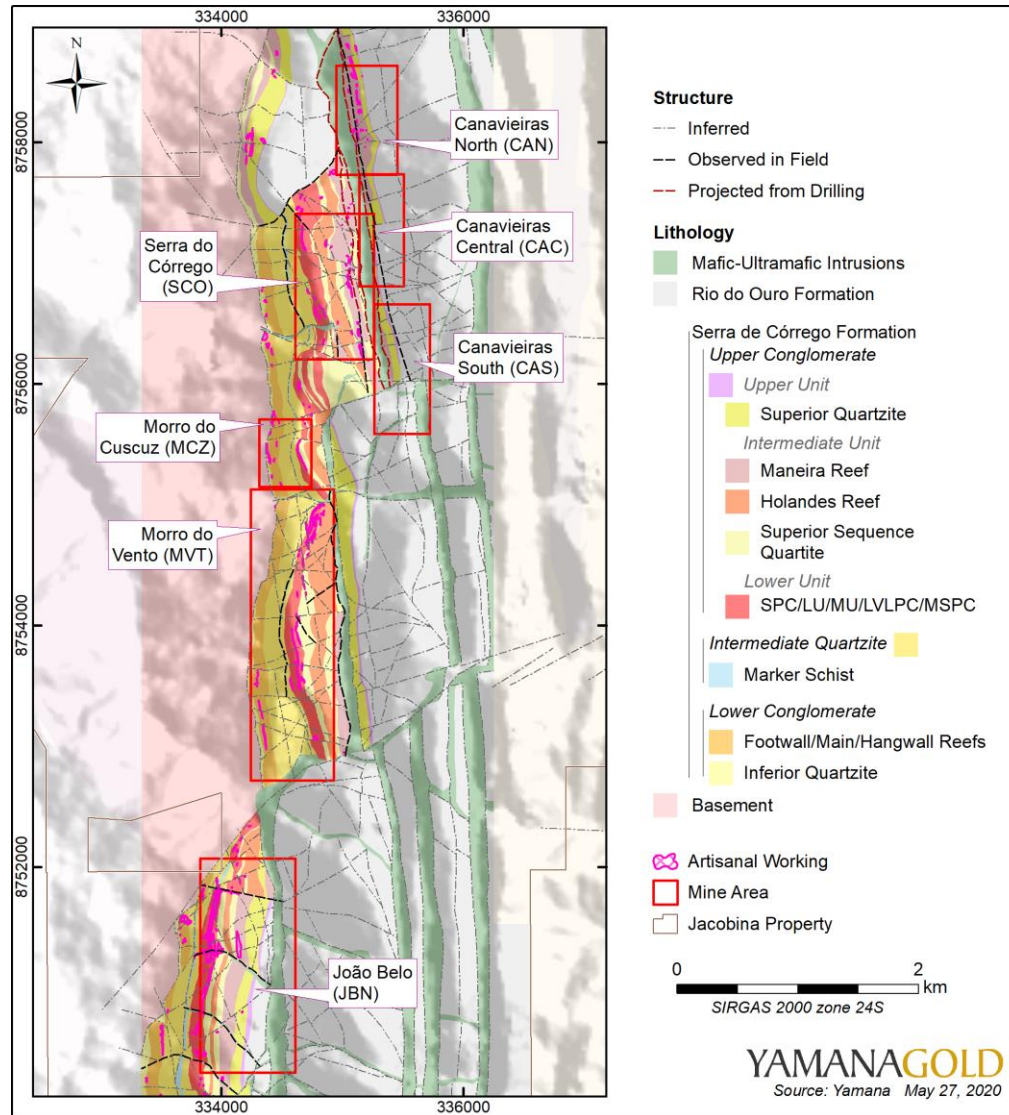 334000
336000
N
8758000
8756000
8754000
8752000
Canavieiras
North (CAN)
Canavieiras
Central (CAC)
Serra do
Córrego
(SCO)
Canavieiras
South (CAS)
Morro do
Cuscuz (MCZ)
Morro do
Vento (MVT)
João Belo
(JBN)
334000
336000
Structure
Inferred
Observed in Field
Projected from Drilling
Lithology
Mafic-Ultramafic Intrusions
Rio do Ouro Formation
Serra de Córrego Formation
Upper Conglomerate
Upper Unit
Superior Quartzite
Intermediate Unit
Maneira Reef
Holandes Reef
Superior Sequence
Quartite
Lower Unit
SPC/LU/MU/LVLPC/MSPC
Intermediate Quartzite
Marker Schist
Lower Conglomerate
Footwall/Main/Hangwall Reefs
Inferior Quartzite
Basement
Artisanal Working
Mine Area
Jacobina Property
0 2
km
SIRGAS 2000 zone 24S
YAMANAGOLD
Source: Yamana May 27, 2020